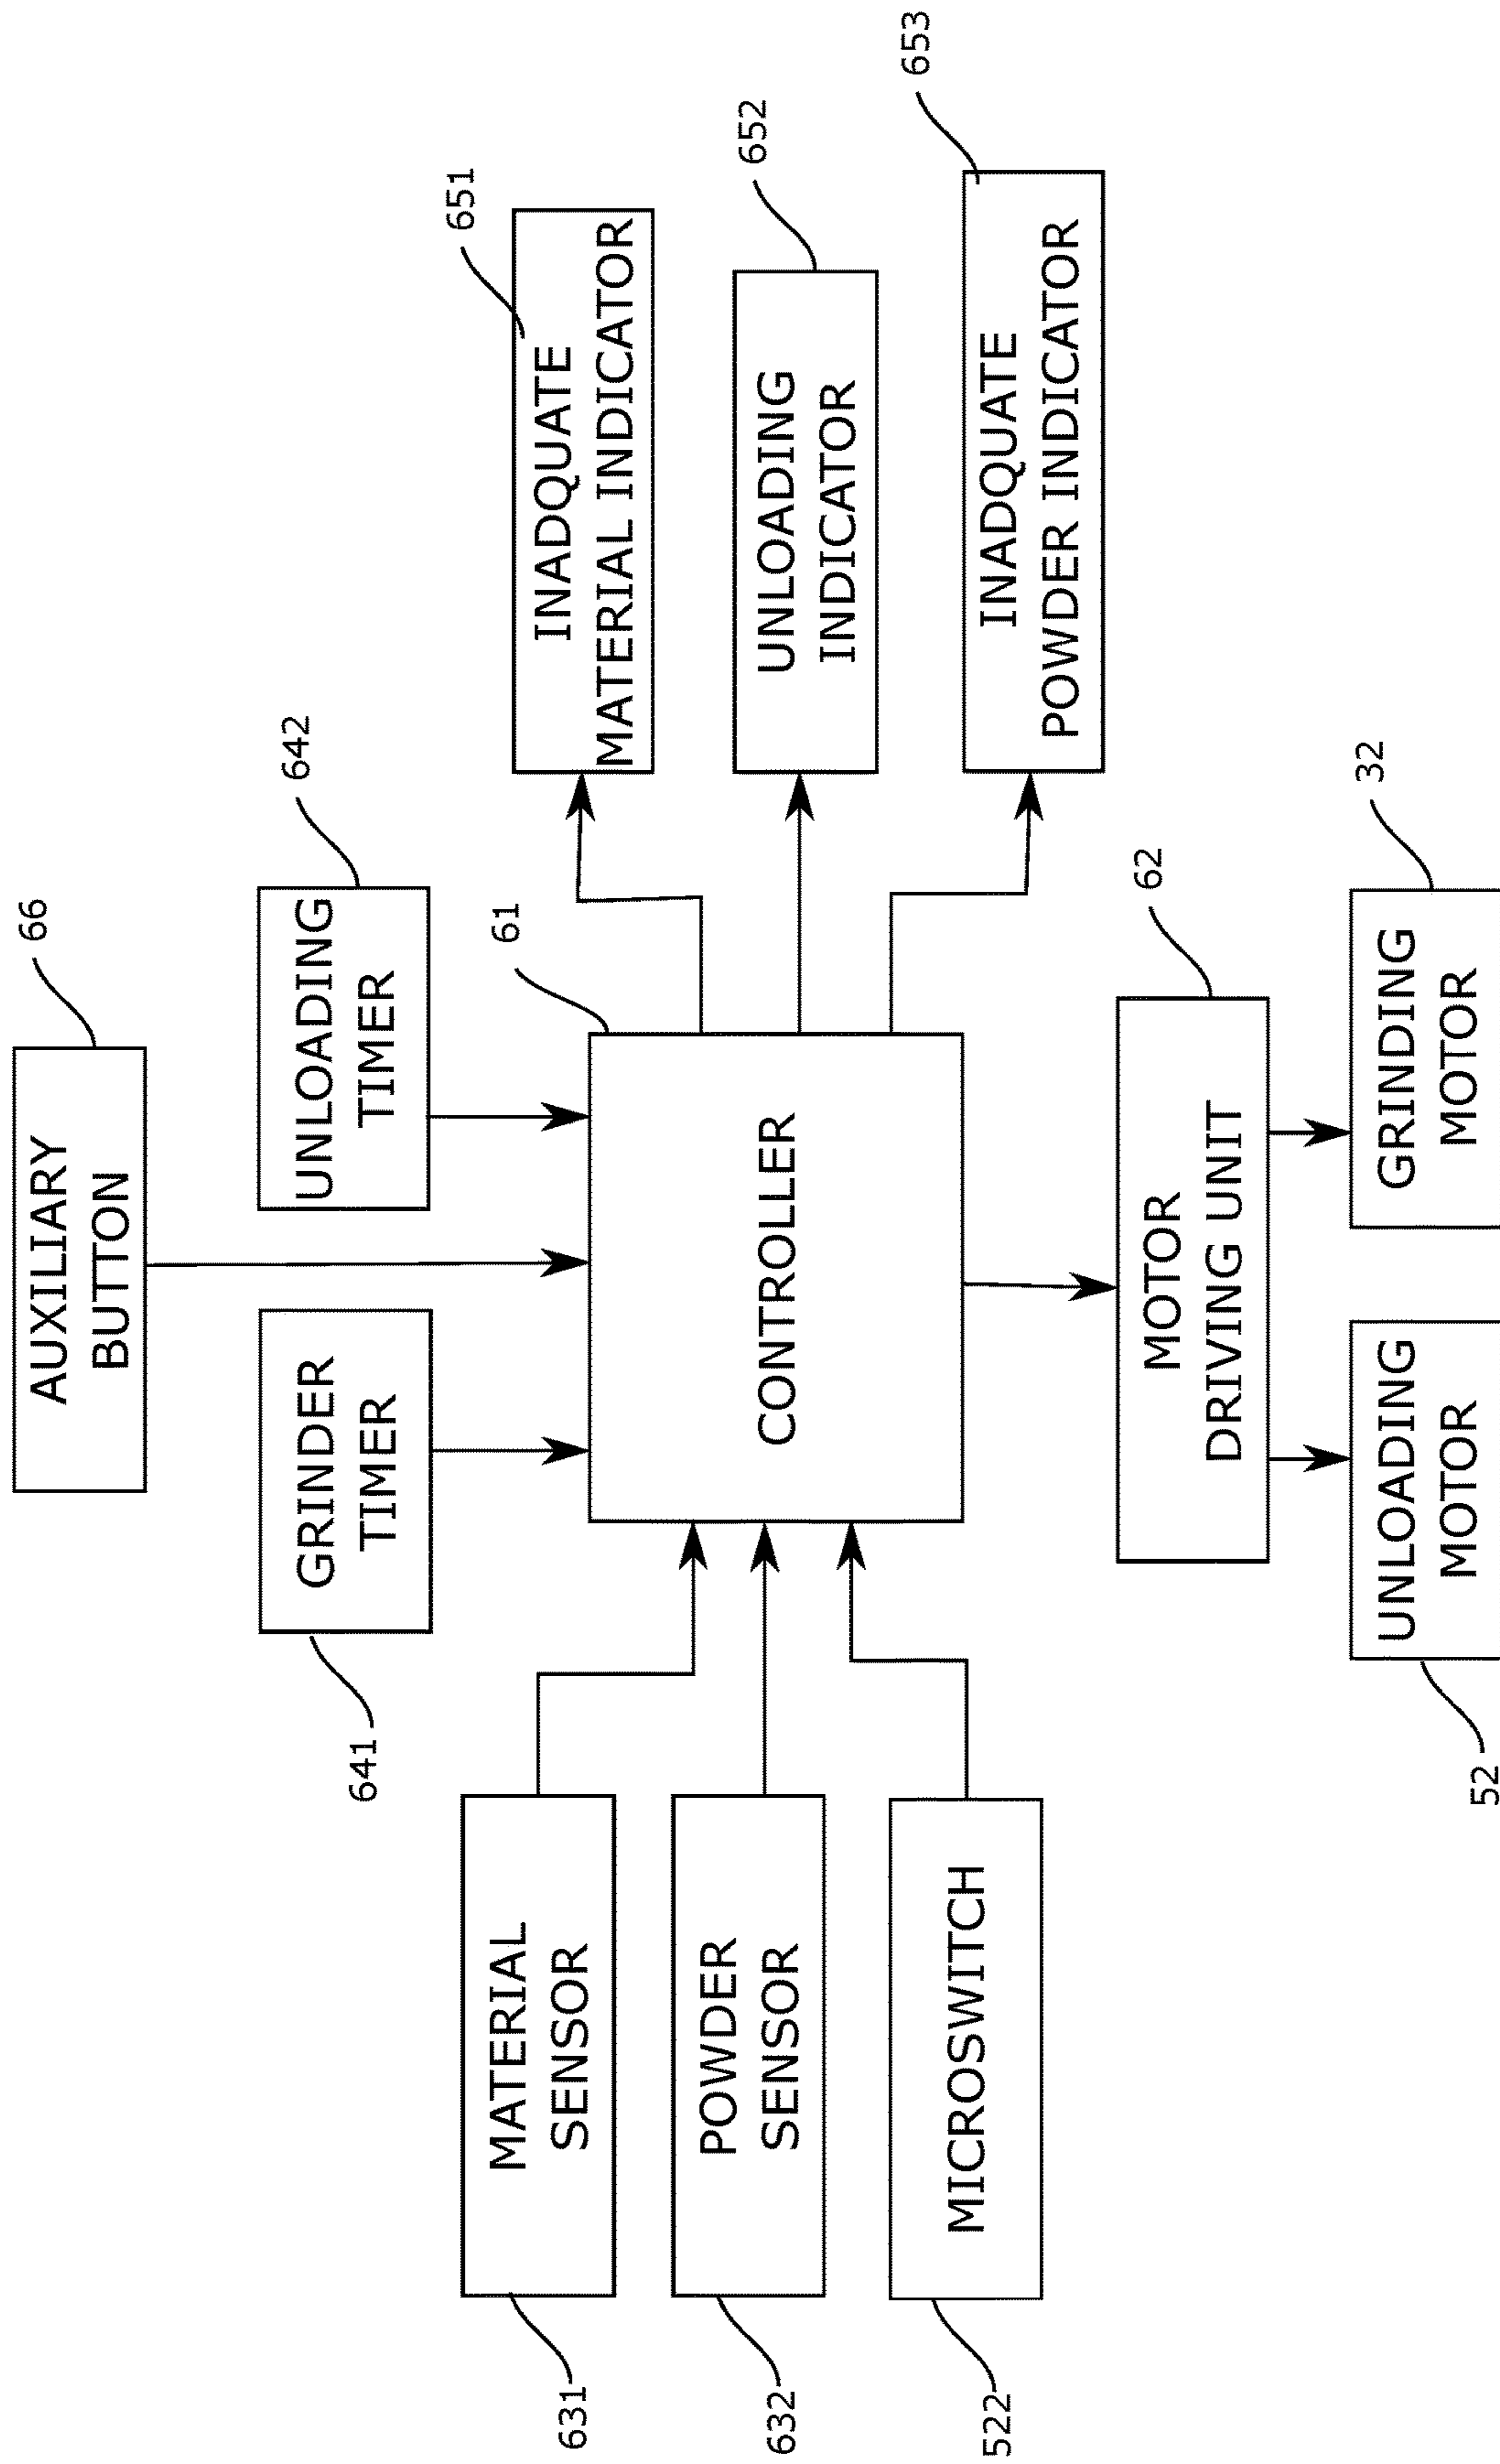 AUXILIARY
BUTTON
66
GRINDER
TIMER
641
UNLOADING
TIMER
642
MATERIAL
SENSOR
631
POWDER
SENSOR
632
MICROSWITCH
522
CONTROLLER
61
INADQUATE
MATERIAL INDICATOR
651
UNLOADING
INDICATOR
652
INADQUATE
POWDER INDICATOR
653
MOTOR
DRIVING UNIT
62
UNLOADING
MOTOR
52
GRINDING
MOTOR
32